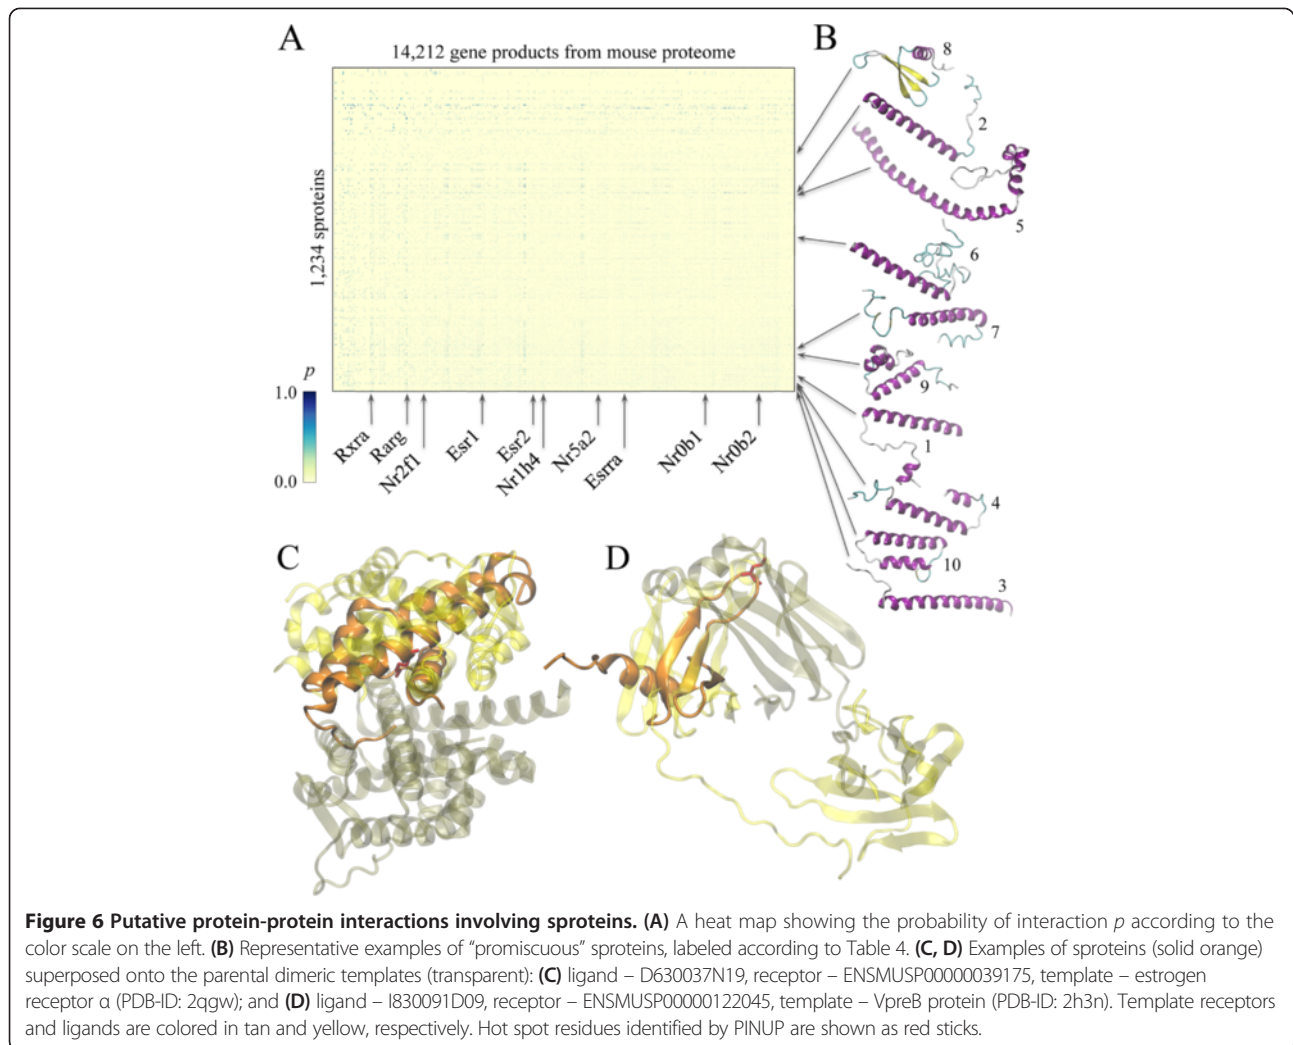 A
B
14,212 gene products from mouse proteome
1,234 sproteins
p
1.0
0.0
Rxra
Rarg
Nr2f1
Esr1
Esr2
Nr1h4
Nr5a2
Esrra
Nr0b1
Nr0b2
8
2
5
6
7
9
1
4
10
3
C
D
Figure 6 Putative protein-protein interactions involving sproteins. (A) A heat map showing the probability of interaction p according to the
color scale on the left. (B) Representative examples of “promiscuous” sproteins, labeled according to Table 4. (C, D) Examples of sproteins (solid orange)
superposed onto the parental dimeric templates (transparent): (C) ligand – D630037N19, receptor – ENSMUSP00000039175, template – estrogen
receptor α (PDB-ID: 2qgw); and (D) ligand – I830091D09, receptor – ENSMUSP00000122045, template – VpreB protein (PDB-ID: 2h3n). Template receptors
and ligands are colored in tan and yellow, respectively. Hot spot residues identified by PINUP are shown as red sticks.